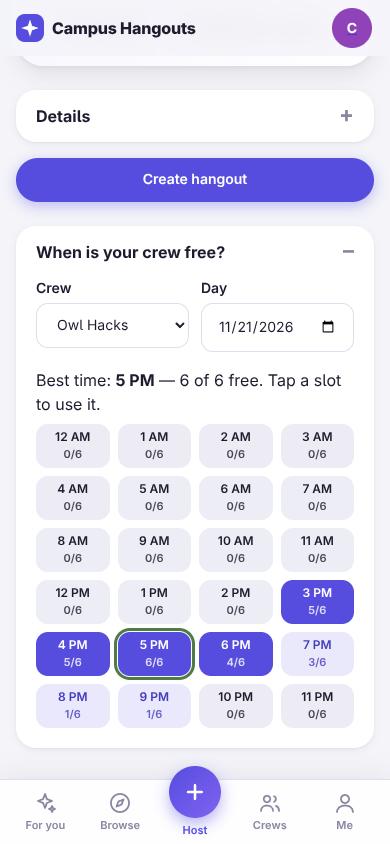 Campus Hangouts
C
Details
Create hangout
When is your crew free?
Crew
Day
Owl Hacks
11/21/2026
Best time: 5 PM — 6 of 6 free. Tap a slot
to use it.
12 AM
0/6
1 AM
0/6
2 AM
0/6
3 AM
0/6
4 AM
0/6
5 AM
0/6
6 AM
0/6
7 AM
0/6
8 AM
0/6
9 AM
0/6
10 AM
0/6
11 AM
0/6
12 PM
0/6
1 PM
0/6
2 PM
0/6
3 PM
5/6
4 PM
5/6
5 PM
6/6
6 PM
4/6
7 PM
3/6
8 PM
1/6
9 PM
1/6
10 PM
0/6
11 PM
0/6
For you
Browse
Host
Crews
Me